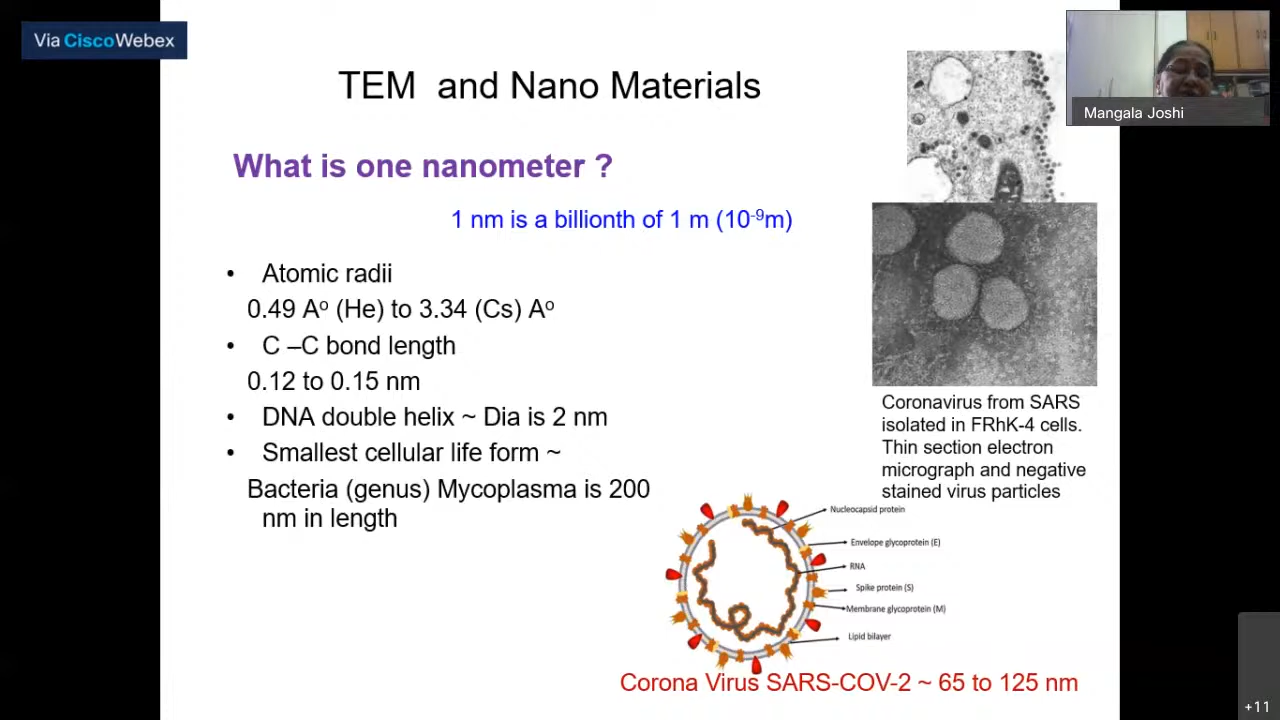 Via CiscoWebex
TEM and Nano Materials
Mangala Joshi
What is one nanometer ?
1 nm is a billionth of 1 m (10-9m)
• Atomic radii
0.49 Aº (He) to 3.34 (Cs) Aº
• C –C bond length
0.12 to 0.15 nm
• DNA double helix ~ Dia is 2 nm
• Smallest cellular life form ~
Bacteria (genus) Mycoplasma is 200
nm in length
Coronavirus from SARS
isolated in FRhK-4 cells.
Thin section electron
micrograph and negative
stained virus particles
Nucleocapsid protein
Envelope glycoprotein (E)
RNA
Spike protein (S)
Membrane glycoprotein (M)
Lipid bilayer
Corona Virus SARS-COV-2 ~ 65 to 125 nm
+11